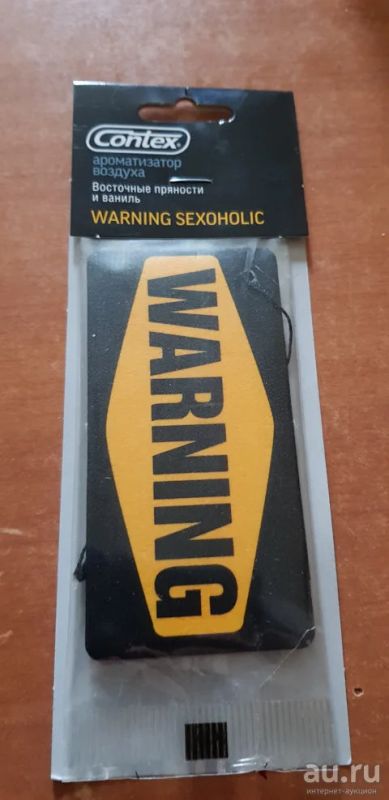 Contex
ароматизатор
воздуха
Восточные пряности
и ваниль
WARNING SEXOHOLIC
WARNING
au.ru
интернет-аукцион